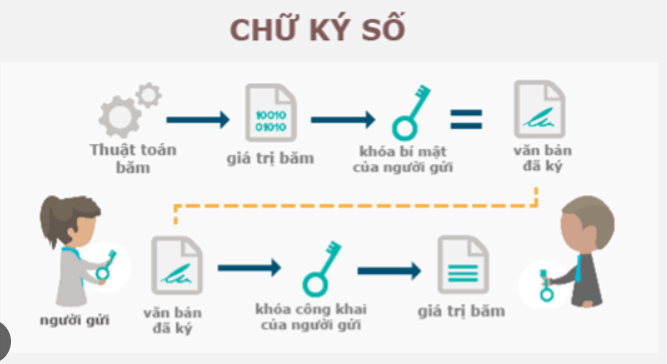 CHỮ KÝ SỐ
10010
01010
Thuật toán
băm
giá trị băm
khóa bí mật
của người gửi
văn bản
đã ký
người gửi
văn bản
đã ký
khóa công khai
của người gửi
giá trị băm